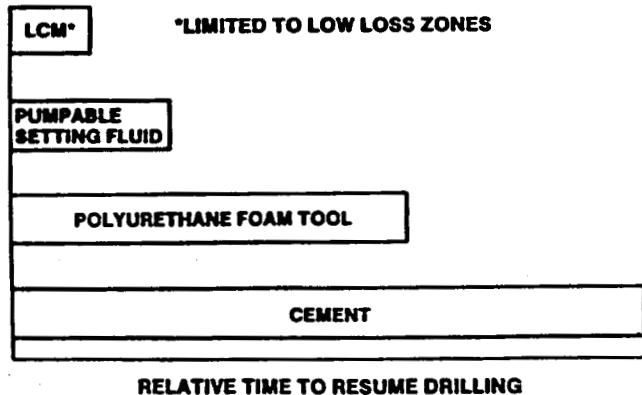 LCM*
*LIMITED TO LOW LOSS ZONES
PUMPABLE
SETTING FLUID
POLYURETHANE FOAM TOOL
CEMENT
RELATIVE TIME TO RESUME DRILLING